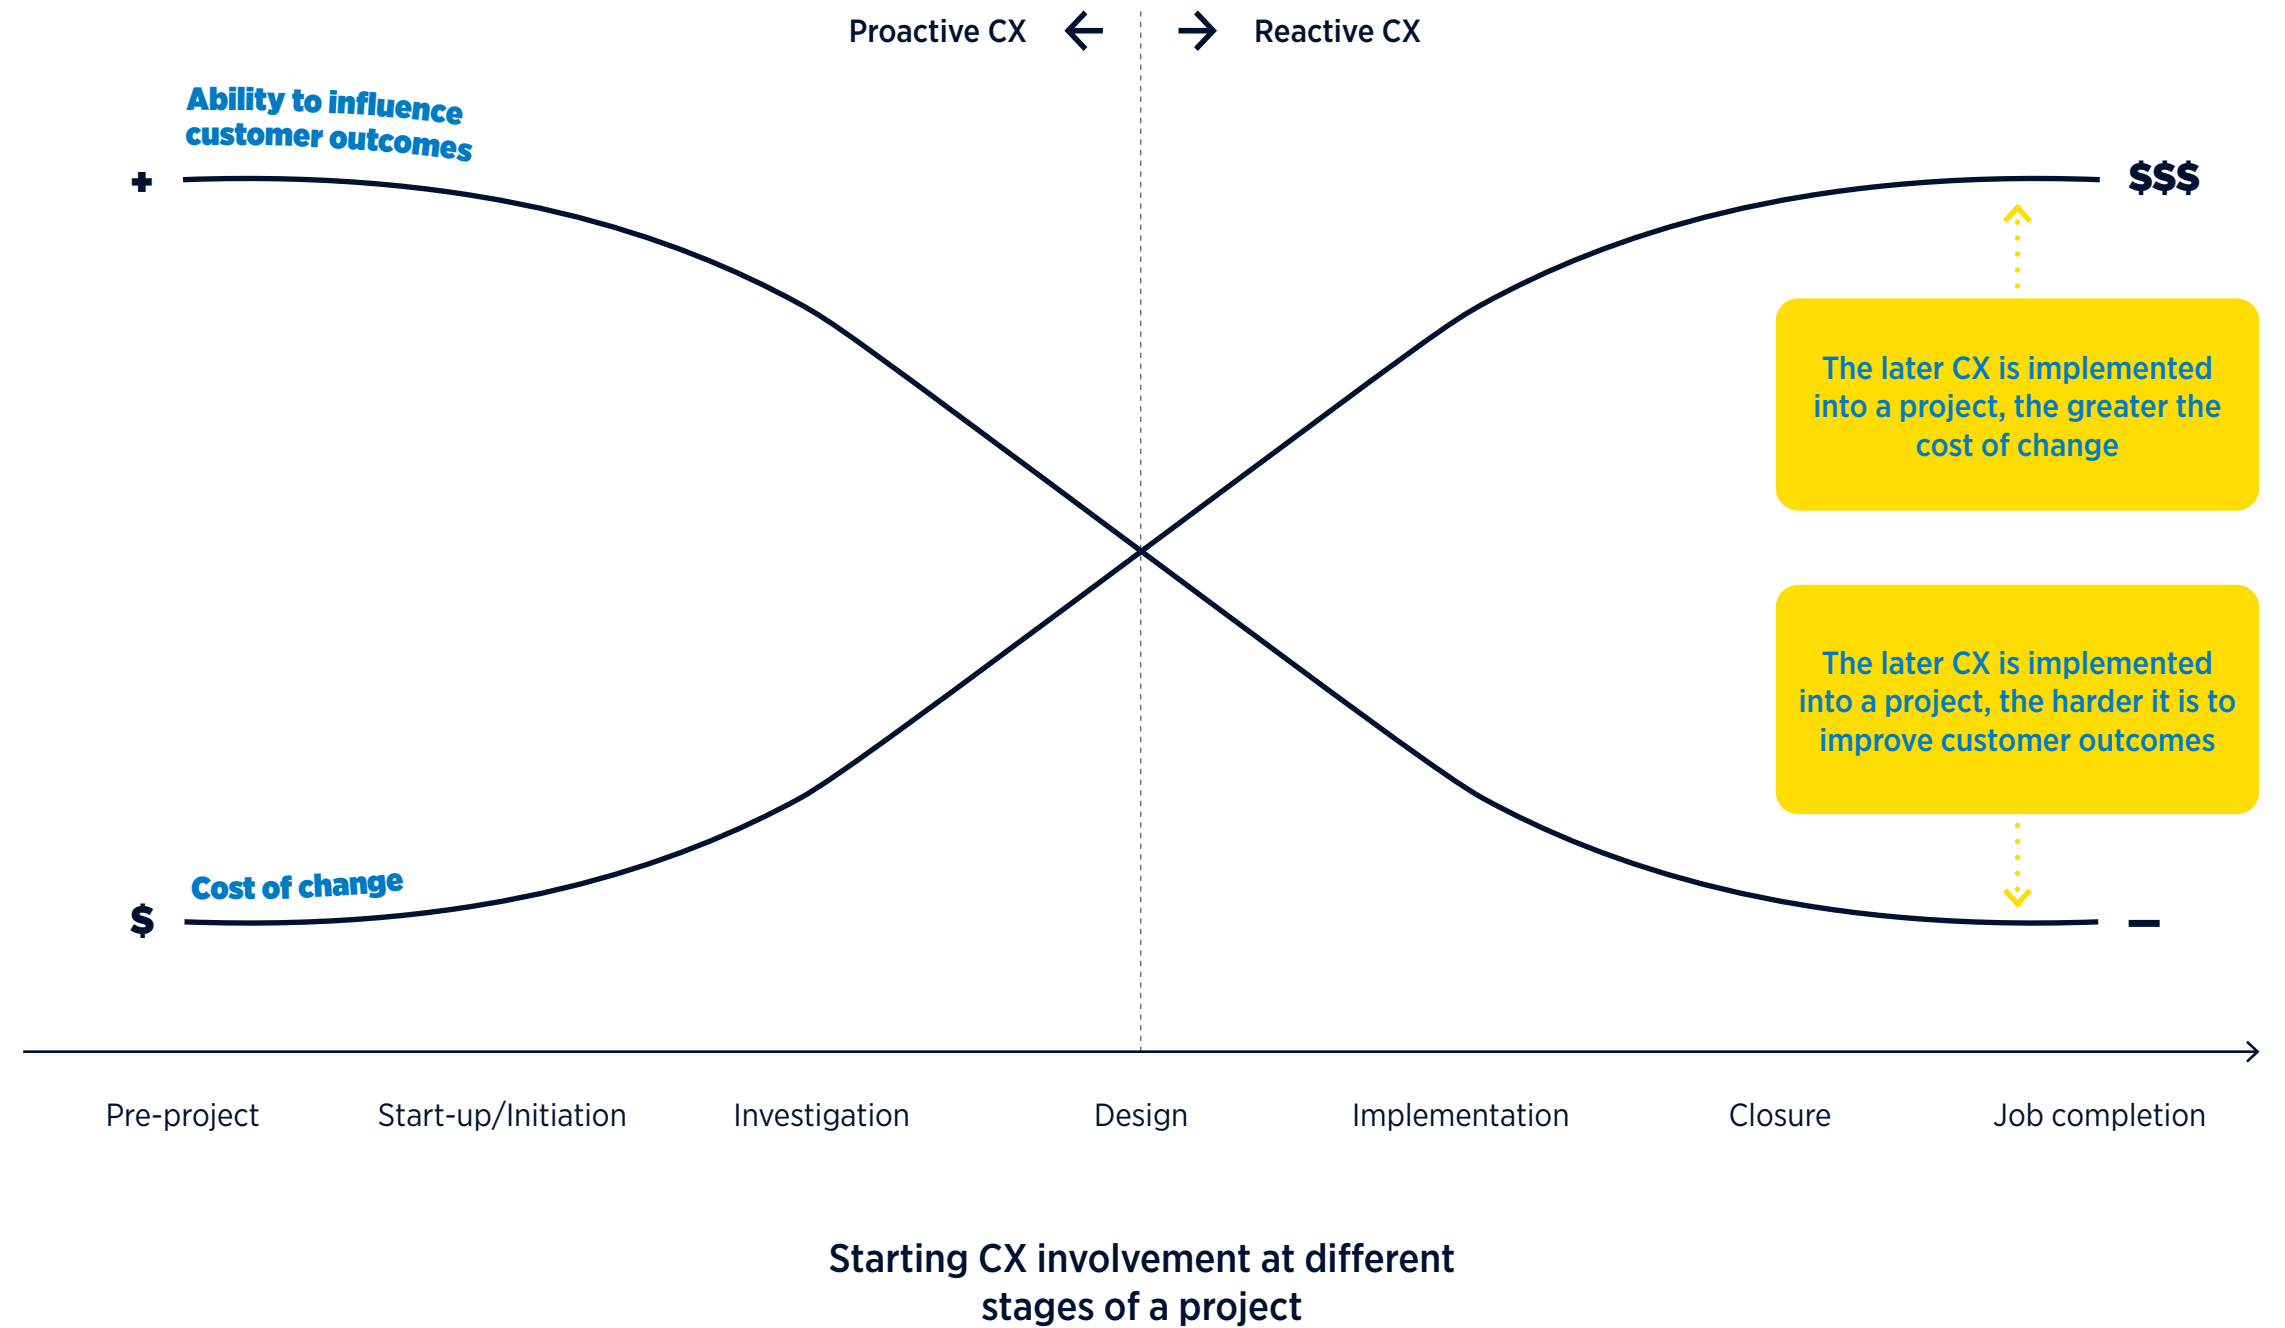 Proactive CX
Reactive CX
Ability to influence
customer outcomes
+
$$$
The later CX is implemented
into a project, the greater the
cost of change
The later CX is implemented
into a project, the harder it is to
improve customer outcomes
Cost of change
$
–
Pre-project
Start-up/Initiation
Investigation
Design
Implementation
Closure
Job completion
Starting CX involvement at different
stages of a project